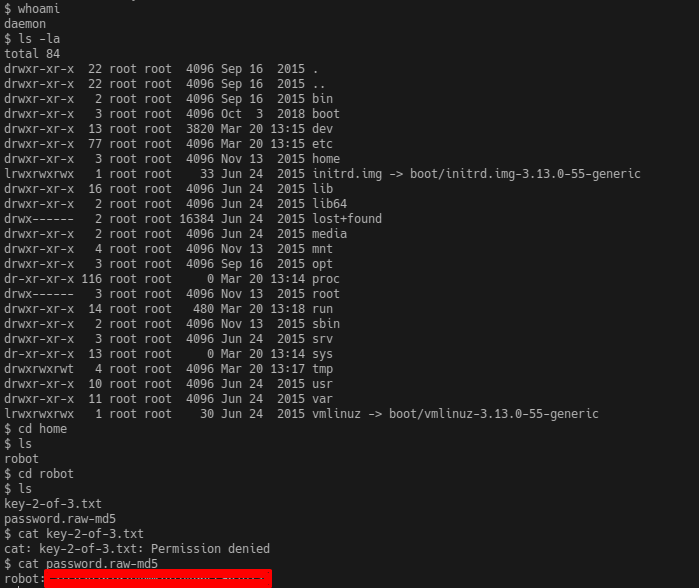 $ whoami
daemon
$ ls -la
total 84
drwxr-xr-x  22 root root  4096 Sep 16  2015 .
drwxr-xr-x  22 root root  4096 Sep 16  2015 ..
drwxr-xr-x   2 root root  4096 Sep 16  2015 bin
drwxr-xr-x   3 root root  4096 Oct  3  2018 boot
drwxr-xr-x  13 root root  3820 Mar 20 13:15 dev
drwxr-xr-x  77 root root  4096 Mar 20 13:15 etc
drwxr-xr-x   3 root root  4096 Nov 13  2015 home
lrwxrwxrwx   1 root root    33 Jun 24  2015 initrd.img -> boot/initrd.img-3.13.0-55-generic
drwxr-xr-x  16 root root  4096 Jun 24  2015 lib
drwxr-xr-x   2 root root  4096 Jun 24  2015 lib64
drwx------   2 root root 16384 Jun 24  2015 lost+found
drwxr-xr-x   2 root root  4096 Jun 24  2015 media
drwxr-xr-x   4 root root  4096 Nov 13  2015 mnt
drwxr-xr-x   3 root root  4096 Sep 16  2015 opt
dr-xr-xr-x 116 root root     0 Mar 20 13:14 proc
drwx------   3 root root  4096 Nov 13  2015 root
drwxr-xr-x  14 root root   480 Mar 20 13:18 run
drwxr-xr-x   2 root root  4096 Nov 13  2015 sbin
drwxr-xr-x   3 root root  4096 Jun 24  2015 srv
dr-xr-xr-x  13 root root     0 Mar 20 13:14 sys
drwxrwxrwt   4 root root  4096 Mar 20 13:17 tmp
drwxr-xr-x  10 root root  4096 Jun 24  2015 usr
drwxr-xr-x  11 root root  4096 Jun 24  2015 var
lrwxrwxrwx   1 root root    30 Jun 24  2015 vmlinuz -> boot/vmlinuz-3.13.0-55-generic
$ cd home
$ ls
robot
$ cd robot
$ ls
key-2-of-3.txt
password.raw-md5
$ cat key-2-of-3.txt
cat: key-2-of-3.txt: Permission denied
$ cat password.raw-md5
robot: